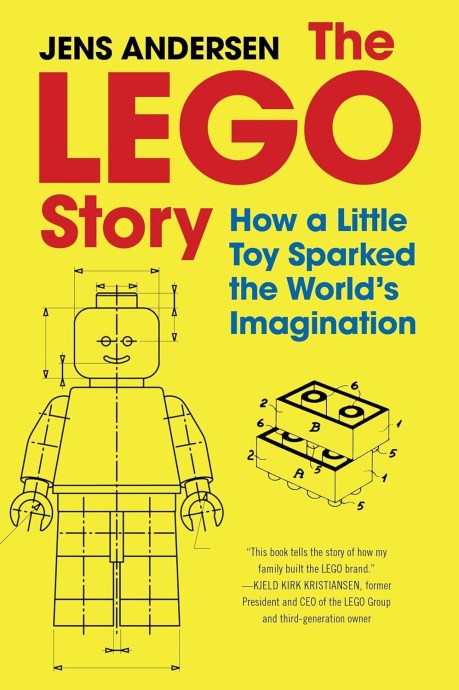 JENS ANDERSEN
The
LEGO
Story
How a Little
Toy Sparked
the World's
Imagination
6
2
B
1
6
5
5
2
A
1
5
"This book tells the story of how my
family built the LEGO brand."
—KJELD KIRK KRISTIANSEN, former
President and CEO of the LEGO Group
and third-generation owner